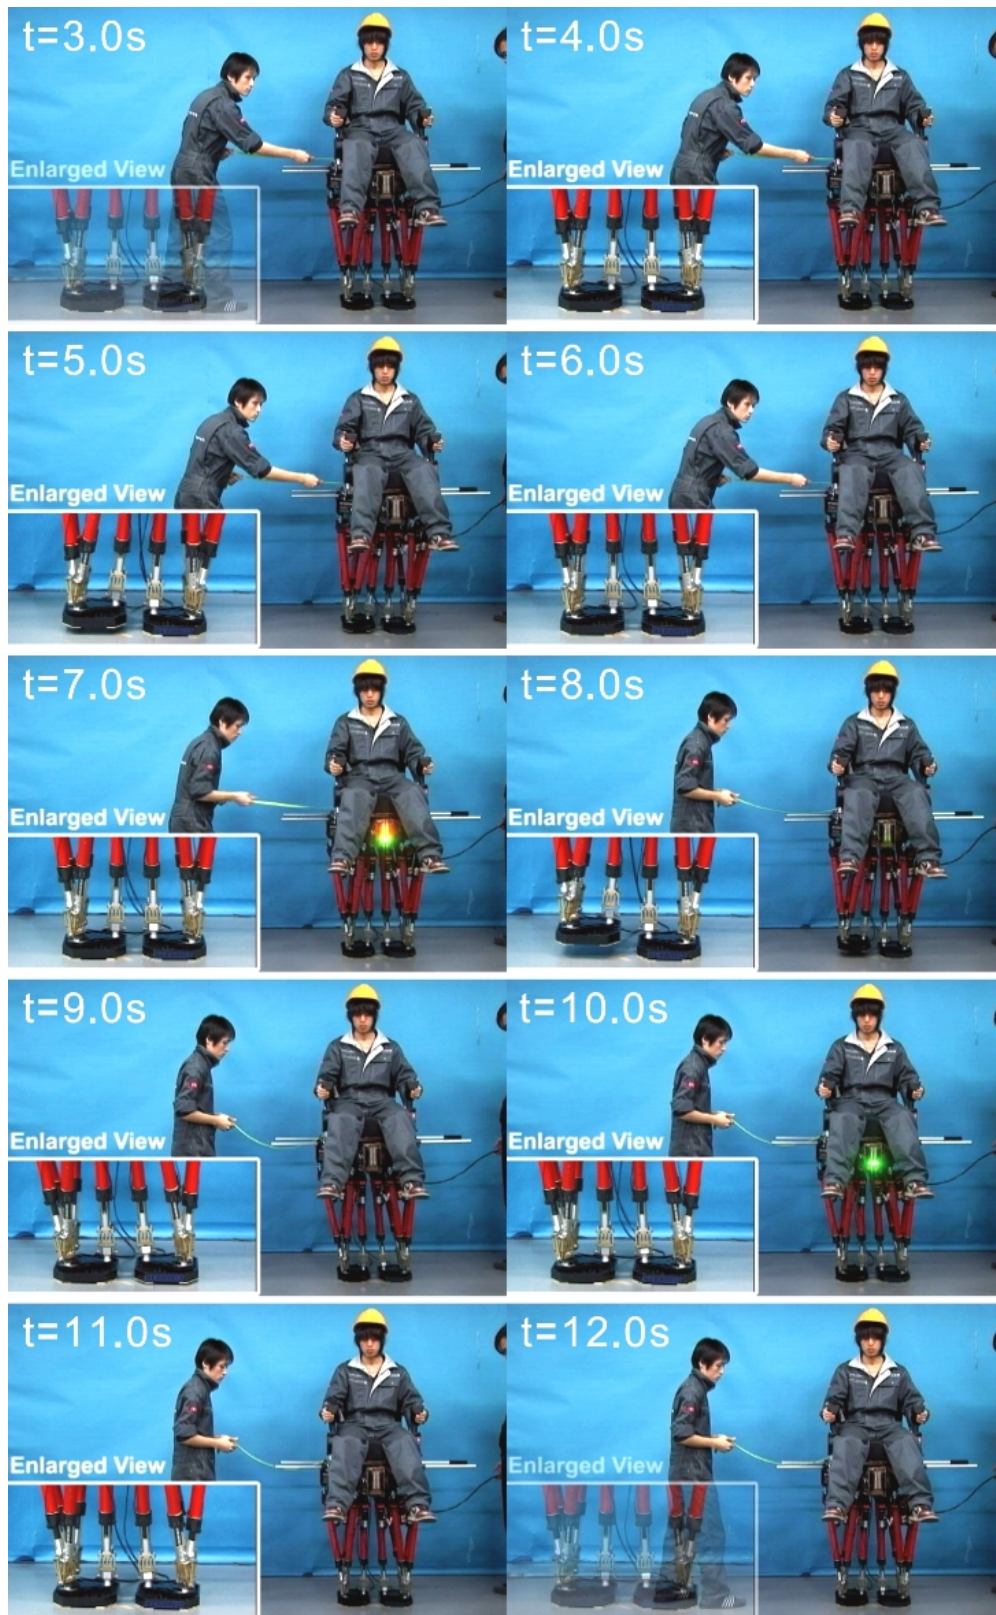 t=3.0s
Enlarged View
t=4.0s
Enlarged View
t=5.0s
Enlarged View
t=6.0s
Enlarged View
t=7.0s
Enlarged View
t=8.0s
Enlarged View
t=9.0s
Enlarged View
t=10.0s
Enlarged View
t=11.0s
Enlarged View
t=12.0s
Enlarged View